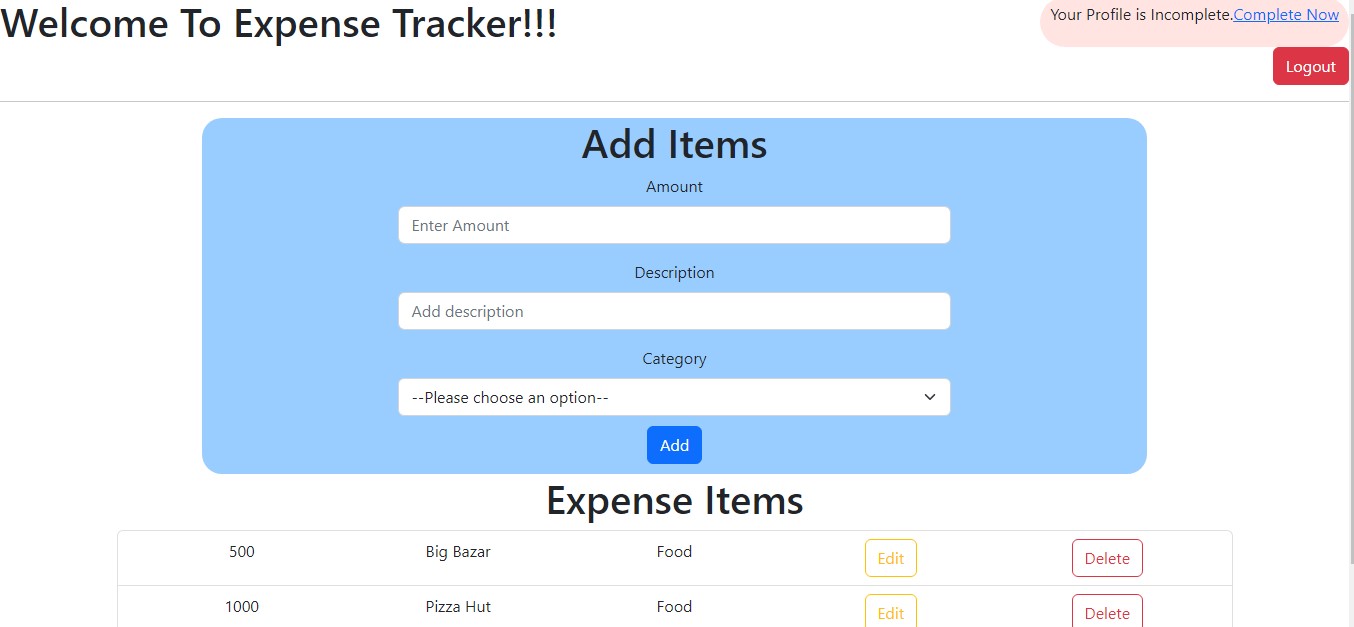 Welcome To Expense Tracker!!!
Your Profile is Incomplete.Complete Now
Logout
Add Items
Amount
Enter Amount
Description
Add description
Category
--Please choose an option--
Add
Expense Items
500 Big Bazar Food Edit Delete
1000 Pizza Hut Food Edit Delete